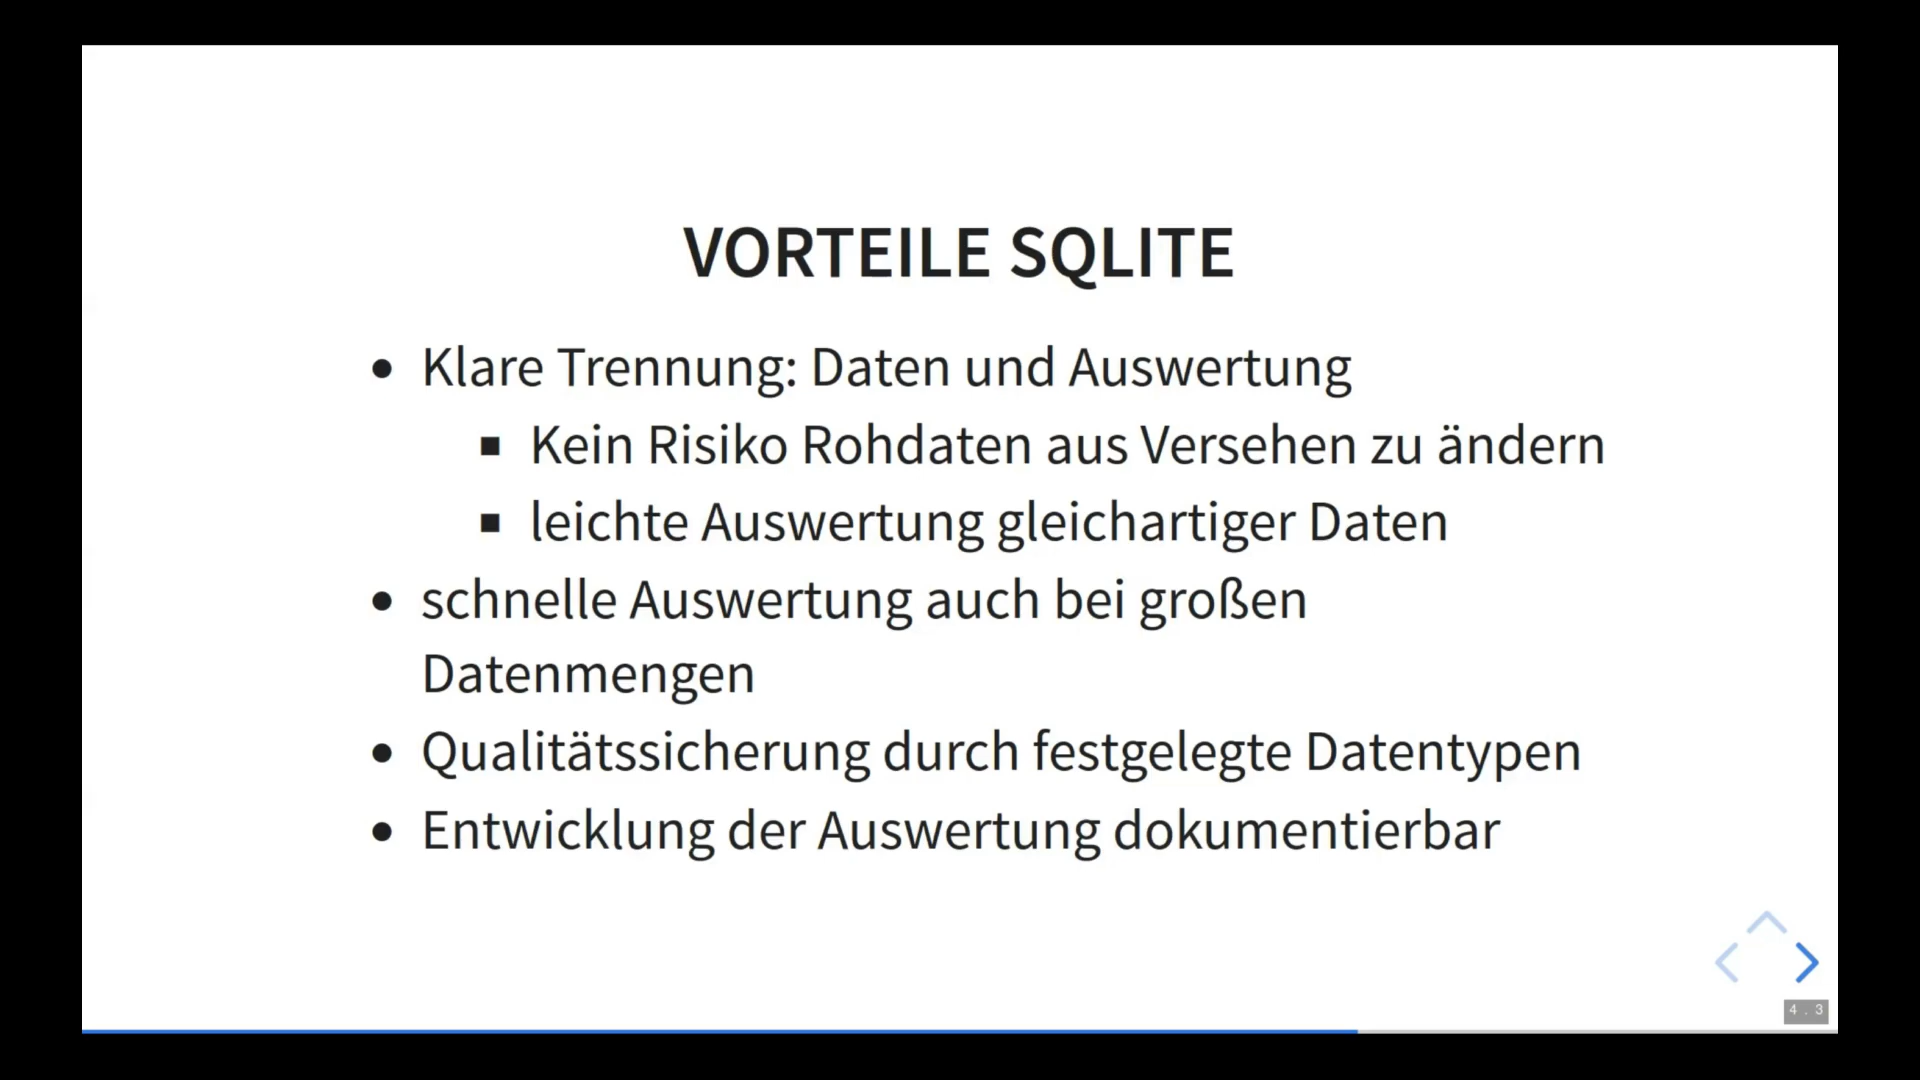 VORTEILE SQLITE
Klare Trennung: Daten und Auswertung
Kein Risiko Rohdaten aus Versehen zu ändern
leichte Auswertung gleichartiger Daten
schnelle Auswertung auch bei großen
Datenmengen
Qualitätssicherung durch festgelegte Datentypen
Entwicklung der Auswertung dokumentierbar
4 . 3